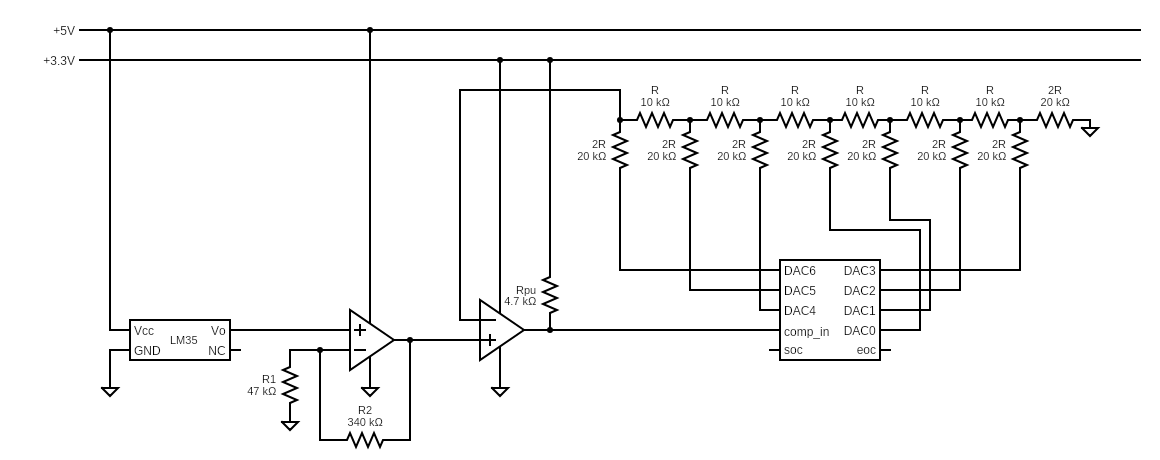 +5V
+3.3V
R
10 kΩ
R
10 kΩ
R
10 kΩ
R
10 kΩ
R
10 kΩ
R
10 kΩ
2R
20 kΩ
2R
20 kΩ
2R
20 kΩ
2R
20 kΩ
2R
20 kΩ
2R
20 kΩ
2R
20 kΩ
2R
20 kΩ
DAC6 DAC3
DAC5 DAC2
DAC4 DAC1
comp_in DAC0
soc eoc
Rpu
4.7 kΩ
Vcc Vo
LM35
GND NC
R1
47 kΩ
R2
340 kΩ